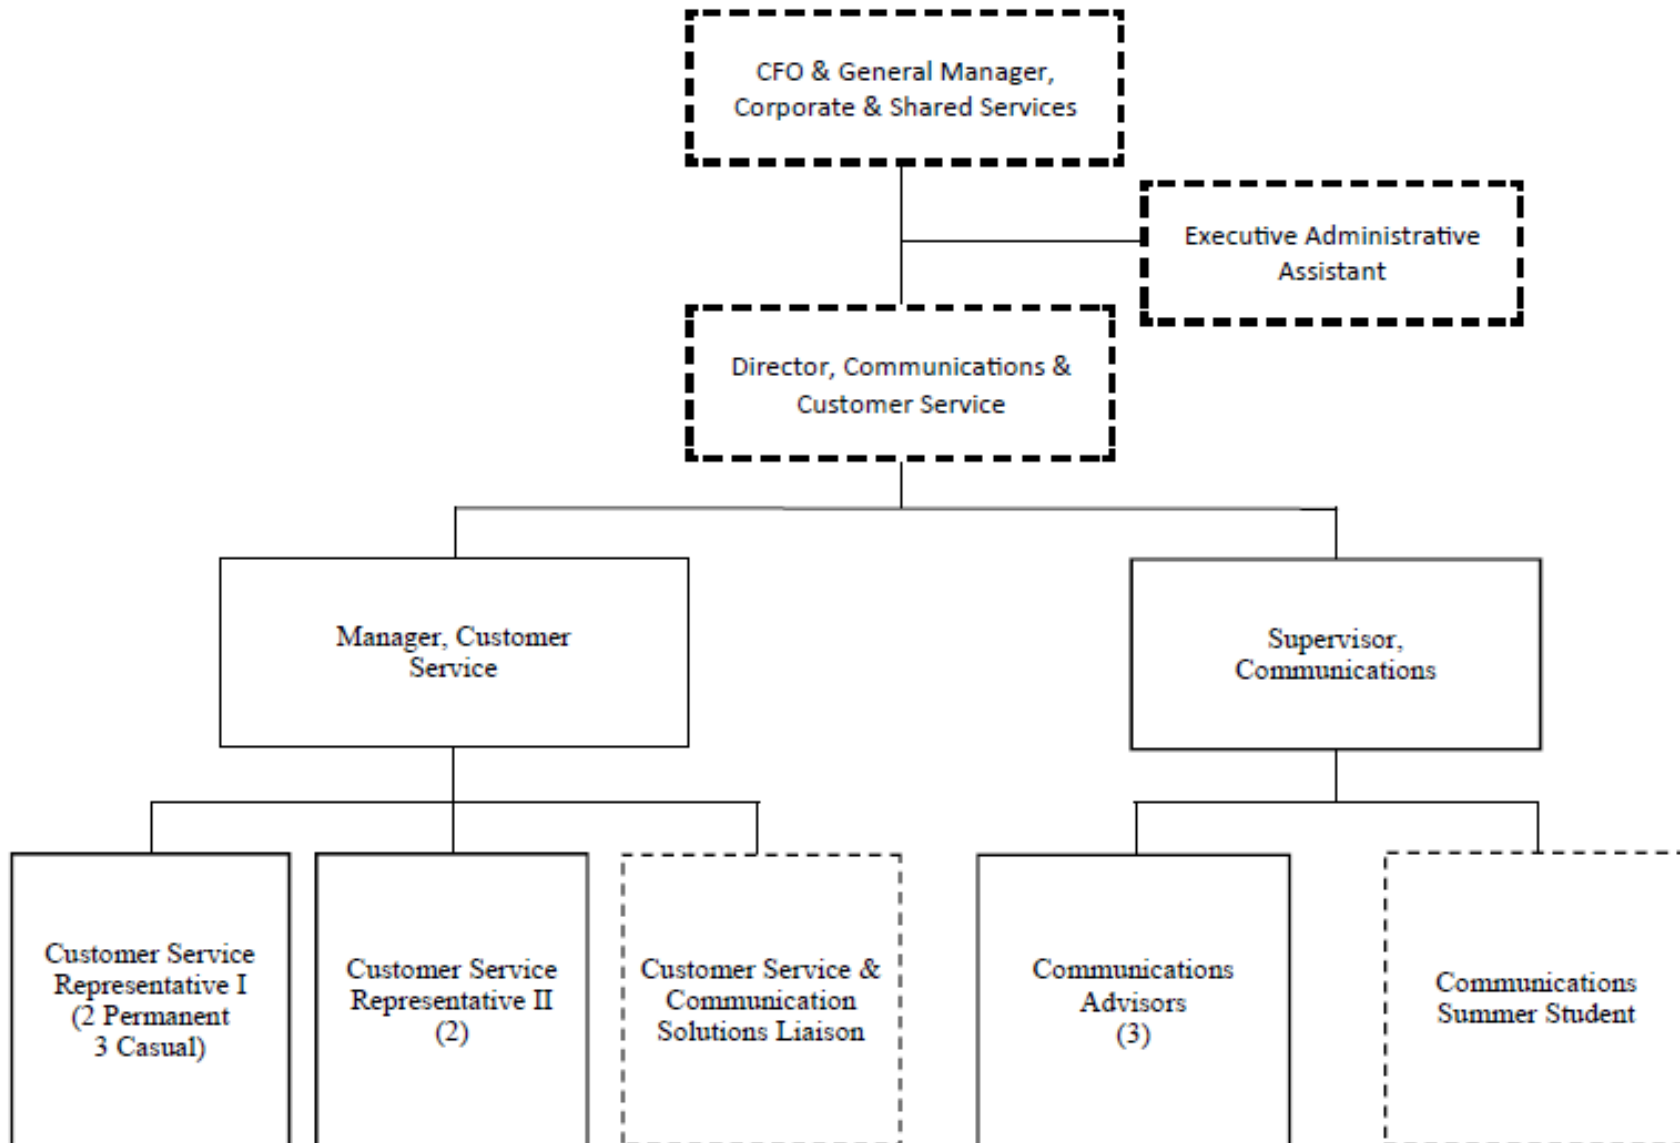 CFO & General Manager,
Corporate & Shared Services
Executive Administrative
Assistant
Director, Communications &
Customer Service
Manager, Customer
Service
Supervisor,
Communications
Customer Service
Representative I
(2 Permanent
3 Casual)
Customer Service
Representative II
(2)
Customer Service &
Communication
Solutions Liaison
Communications
Advisors
(3)
Communications
Summer Student